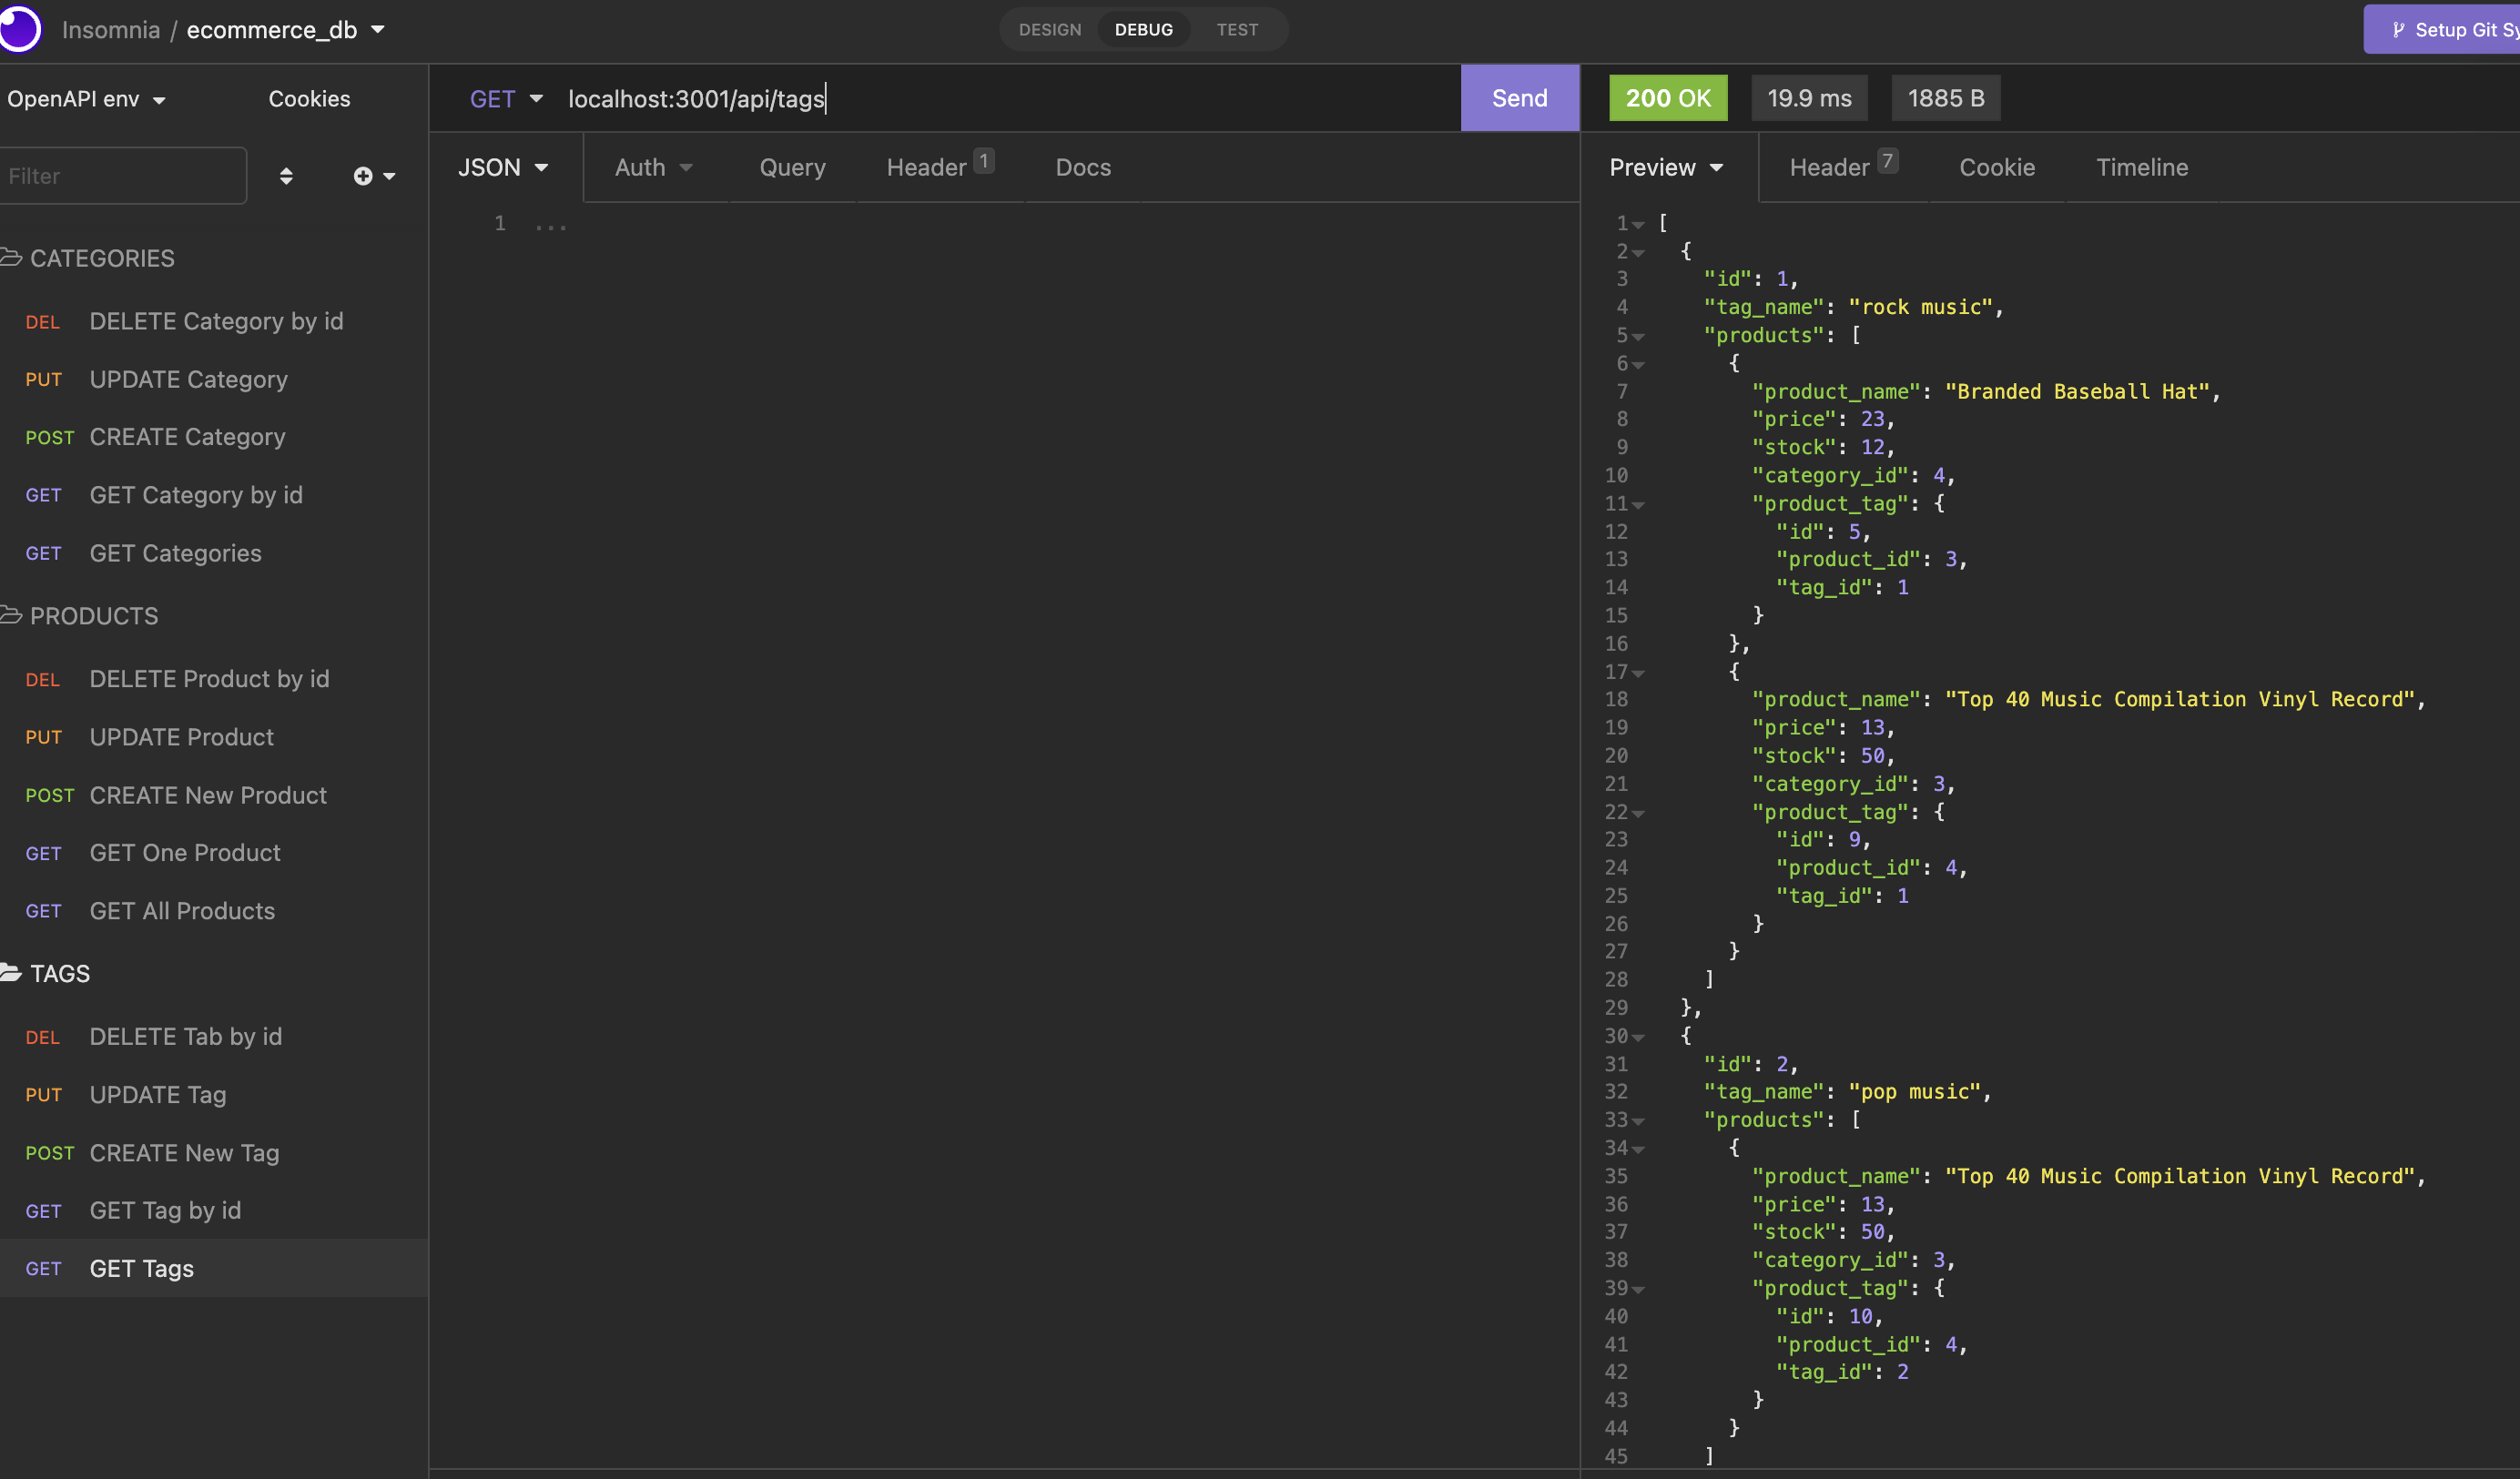 Insomnia / ecommerce_db
DESIGN DEBUG TEST
Setup Git Sy
OpenAPI env Cookies
Filter
CATEGORIES
DEL DELETE Category by id
PUT UPDATE Category
POST CREATE Category
GET GET Category by id
GET GET Categories
PRODUCTS
DEL DELETE Product by id
PUT UPDATE Product
POST CREATE New Product
GET GET One Product
GET GET All Products
TAGS
DEL DELETE Tab by id
PUT UPDATE Tag
POST CREATE New Tag
GET GET Tag by id
GET GET Tags
GET localhost:3001/api/tags Send
JSON Auth Query Header 1 Docs
1 ...
200 OK 19.9 ms 1885 B
Preview Header 7 Cookie Timeline
1 [
2 {
3 "id": 1,
4 "tag_name": "rock music",
5 "products": [
6 {
7 "product_name": "Branded Baseball Hat",
8 "price": 23,
9 "stock": 12,
10 "category_id": 4,
11 "product_tag": {
12 "id": 5,
13 "product_id": 3,
14 "tag_id": 1
15 }
16 },
17 {
18 "product_name": "Top 40 Music Compilation Vinyl Record",
19 "price": 13,
20 "stock": 50,
21 "category_id": 3,
22 "product_tag": {
23 "id": 9,
24 "product_id": 4,
25 "tag_id": 1
26 }
27 }
28 ]
29 },
30 {
31 "id": 2,
32 "tag_name": "pop music",
33 "products": [
34 {
35 "product_name": "Top 40 Music Compilation Vinyl Record",
36 "price": 13,
37 "stock": 50,
38 "category_id": 3,
39 "product_tag": {
40 "id": 10,
41 "product_id": 4,
42 "tag_id": 2
43 }
44 }
45 ]